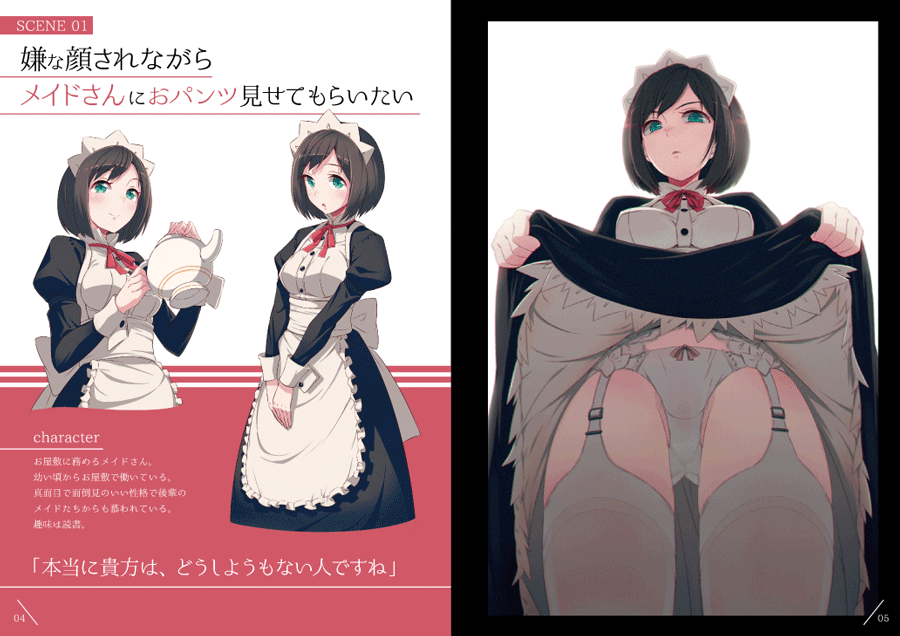 SCENE 01
嫌な顔されながら
メイドさんにおパンツ見せてもらいたい
character
お屋敷に務めるメイドさん。
幼い頃からお屋敷で働いている。
真面目で面倒見のいい性格で後輩の
メイドたちからも慕われている。
趣味は読書。
「本当に貴方は、どうしようもない人ですね」
04
05